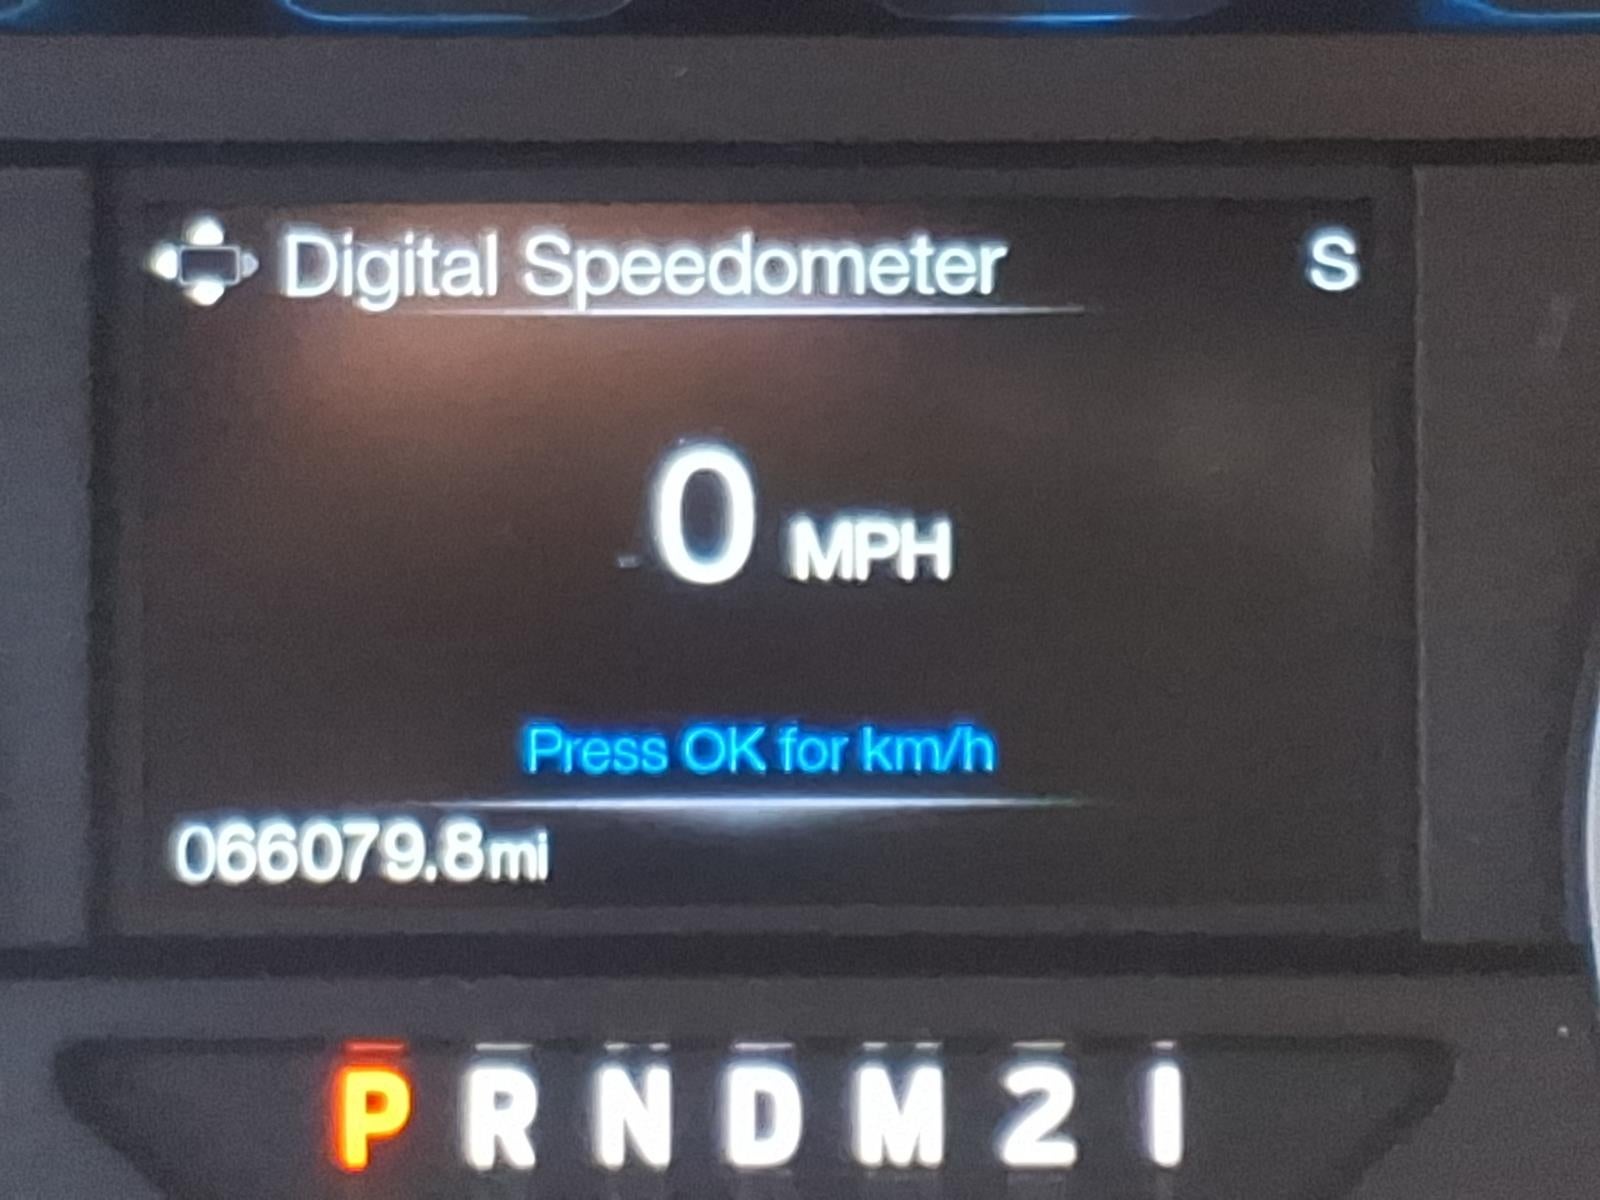 Digital Speedometer S
0 MPH
Press OK for km/h
066079.8mi
P R N D M 2 1